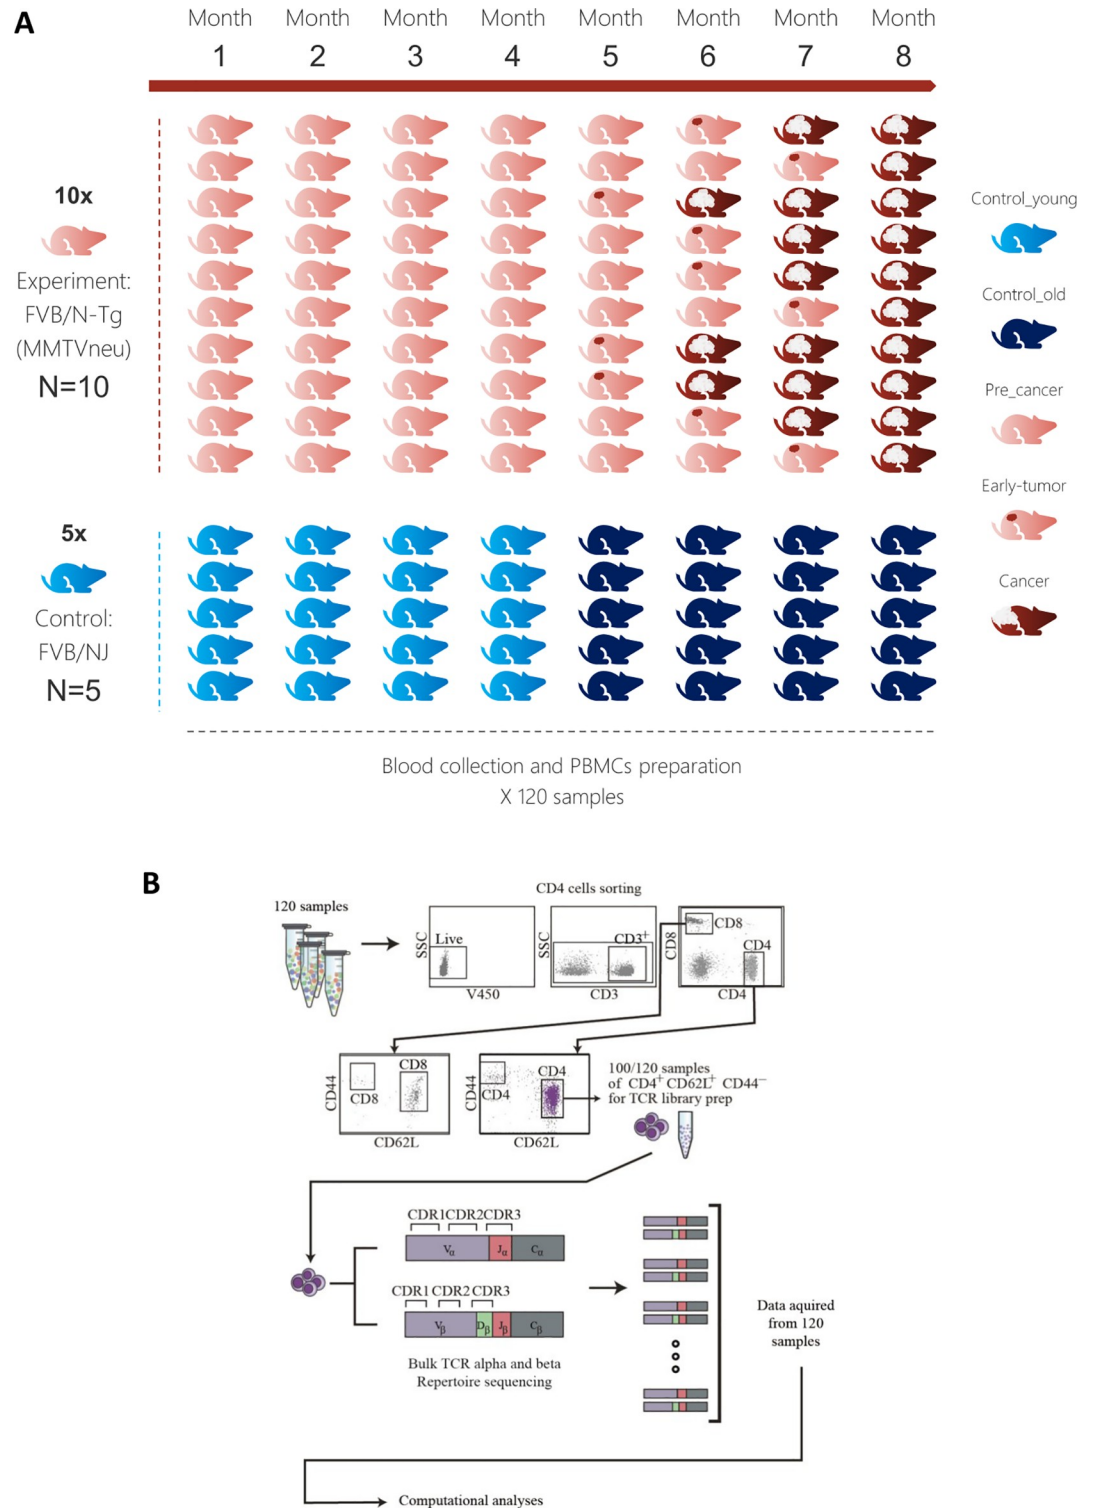 A
Month Month Month Month Month Month Month Month
1 2 3 4 5 6 7 8
10x
Experiment:
FVB/N-Tg
(MMTVneu)
N=10
5x
Control:
FVB/NJ
N=5
Control_young
Control_old
Pre_cancer
Early-tumor
Cancer
Blood collection and PBMCs preparation
X 120 samples
B
120 samples
CD4 cells sorting
SSC
Live
V450
SSC
CD3+
CD3
CD8
CD8
CD4
CD4
CD44
CD8
CD8
CD62L
CD44
CD4
CD4
CD62L
100/120 samples
of CD4+ CD62L+ CD44−
for TCR library prep
CDR1 CDR2 CDR3
Vα Jα Cα
CDR1 CDR2 CDR3
Vβ Dβ Jβ Cβ
Bulk TCR alpha and beta
Repertoire sequencing
Data aquired
from 120
samples
Computational analyses